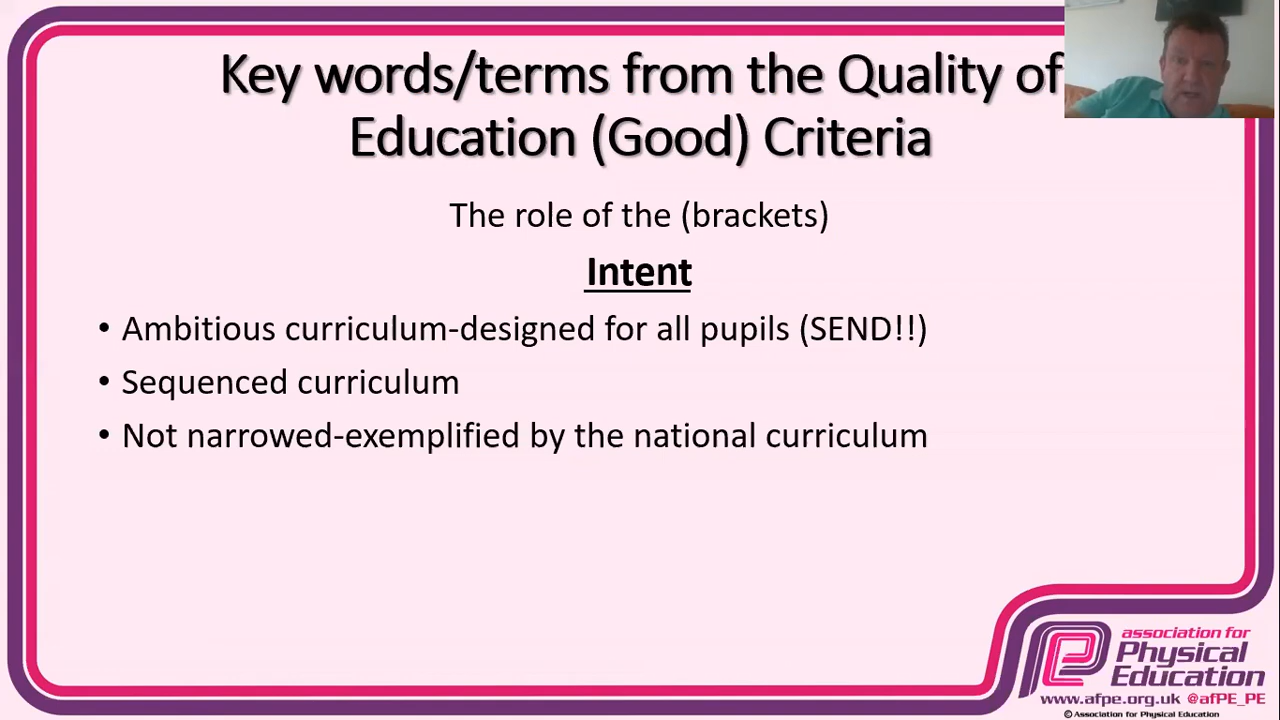 Key words/terms from the Quality of
Education (Good) Criteria
The role of the (brackets)
Intent
• Ambitious curriculum-designed for all pupils (SEND!!)
• Sequenced curriculum
• Not narrowed-exemplified by the national curriculum
association for
Physical
Education
www.afpe.org.uk @afPE_PE
© Association for Physical Education